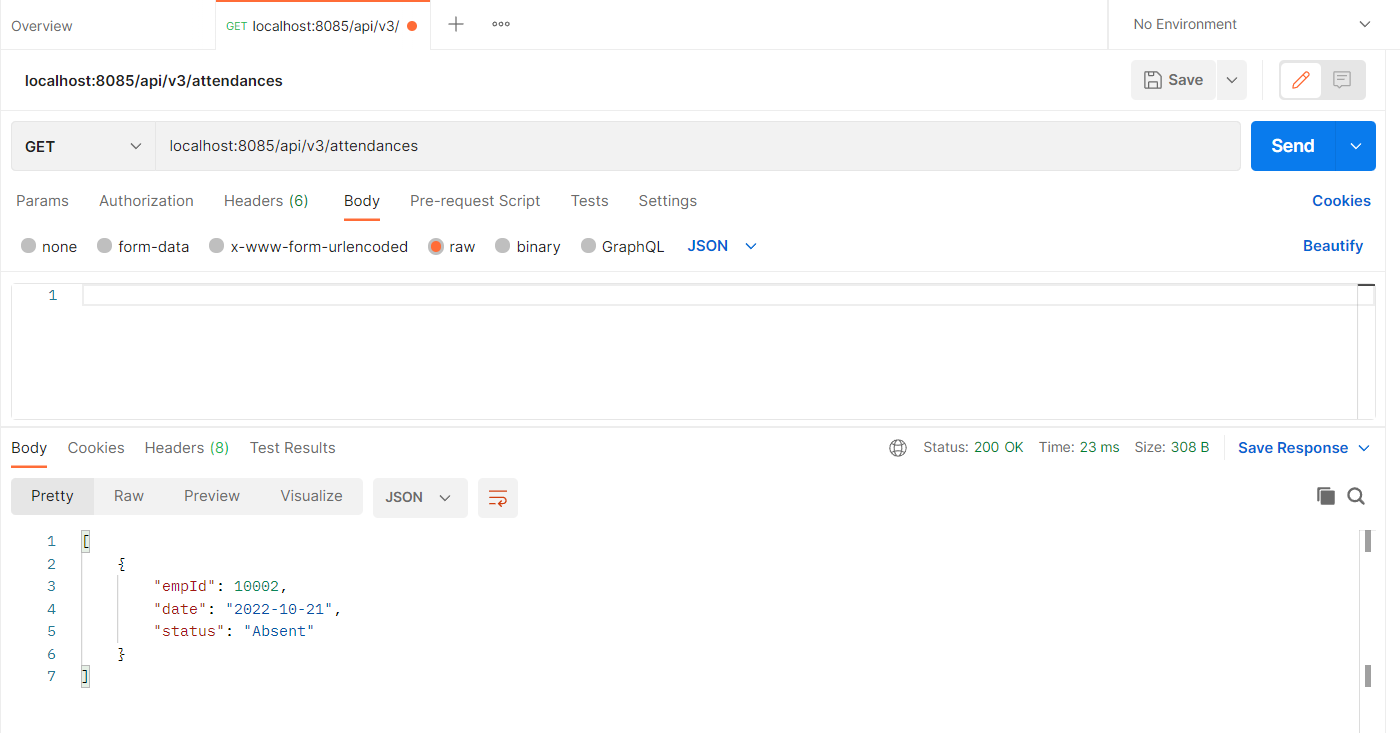 Overview
GET localhost:8085/api/v3/
No Environment
localhost:8085/api/v3/attendances
Save
GET
localhost:8085/api/v3/attendances
Send
Params Authorization Headers (6) Body Pre-request Script Tests Settings Cookies
none form-data x-www-form-urlencoded raw binary GraphQL JSON Beautify
1
Body Cookies Headers (8) Test Results Status: 200 OK Time: 23 ms Size: 308 B Save Response
Pretty Raw Preview Visualize JSON
1 [
2 {
3 "empId": 10002,
4 "date": "2022-10-21",
5 "status": "Absent"
6 }
7 ]